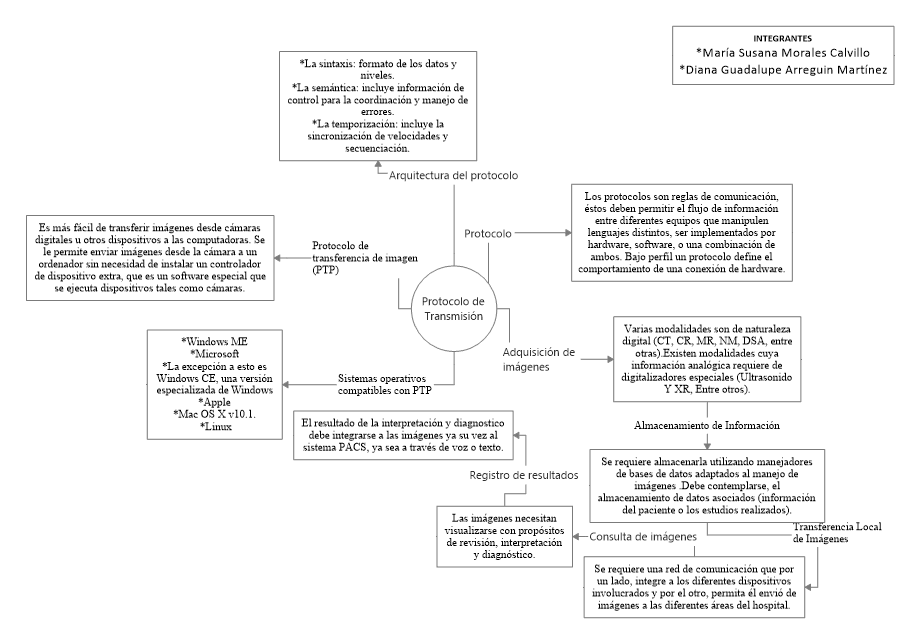 INTEGRANTES
*María Susana Morales Calvillo
*Diana Guadalupe Arreguin Martínez
*La sintaxis: formato de los datos y
niveles.
*La semántica: incluye información de
control para la coordinación y manejo de
errores.
*La temporización: incluye la
sincronización de velocidades y
secuenciación.
Arquitectura del protocolo
Los protocolos son reglas de comunicación,
éstos deben permitir el flujo de información
entre diferentes equipos que manipulen
lenguajes distintos, ser implementados por
hardware, software, o una combinación de
ambos. Bajo perfil un protocolo define el
comportamiento de una conexión de hardware.
Protocolo
Es más fácil de transferir imágenes desde cámaras
digitales u otros dispositivos a las computadoras. Se
le permite enviar imágenes desde la cámara a un
ordenador sin necesidad de instalar un controlador
de dispositivo extra, que es un software especial que
se ejecuta dispositivos tales como cámaras.
Protocolo de
transferencia de imagen
(PTP)
Protocolo de
Transmisión
Adquisición de
imágenes
Varias modalidades son de naturaleza
digital (CT, CR, MR, NM, DSA, entre
otras).Existen modalidades cuya
información analógica requiere de
digitalizadores especiales (Ultrasonido
Y XR, Entre otros).
*Windows ME
*Microsoft
*La excepción a esto es
Windows CE, una versión
especializada de Windows
*Apple
*Mac OS X v10.1.
*Linux
Sistemas operativos
compatibles con PTP
El resultado de la interpretación y diagnostico
debe integrarse a las imágenes ya su vez al
sistema PACS, ya sea a través de voz o texto.
Almacenamiento de Información
Se requiere almacenarla utilizando manejadores
de bases de datos adaptados al manejo de
imágenes .Debe contemplarse, el
almacenamiento de datos asociados (información
del paciente o los estudios realizados).
Registro de resultados
Las imágenes necesitan
visualizarse con propósitos
de revisión, interpretación
y diagnóstico.
Consulta de imágenes
Transferencia Local
de Imágenes
Se requiere una red de comunicación que por
un lado, integre a los diferentes dispositivos
involucrados y por el otro, permita él envió de
imágenes a las diferentes áreas del hospital.